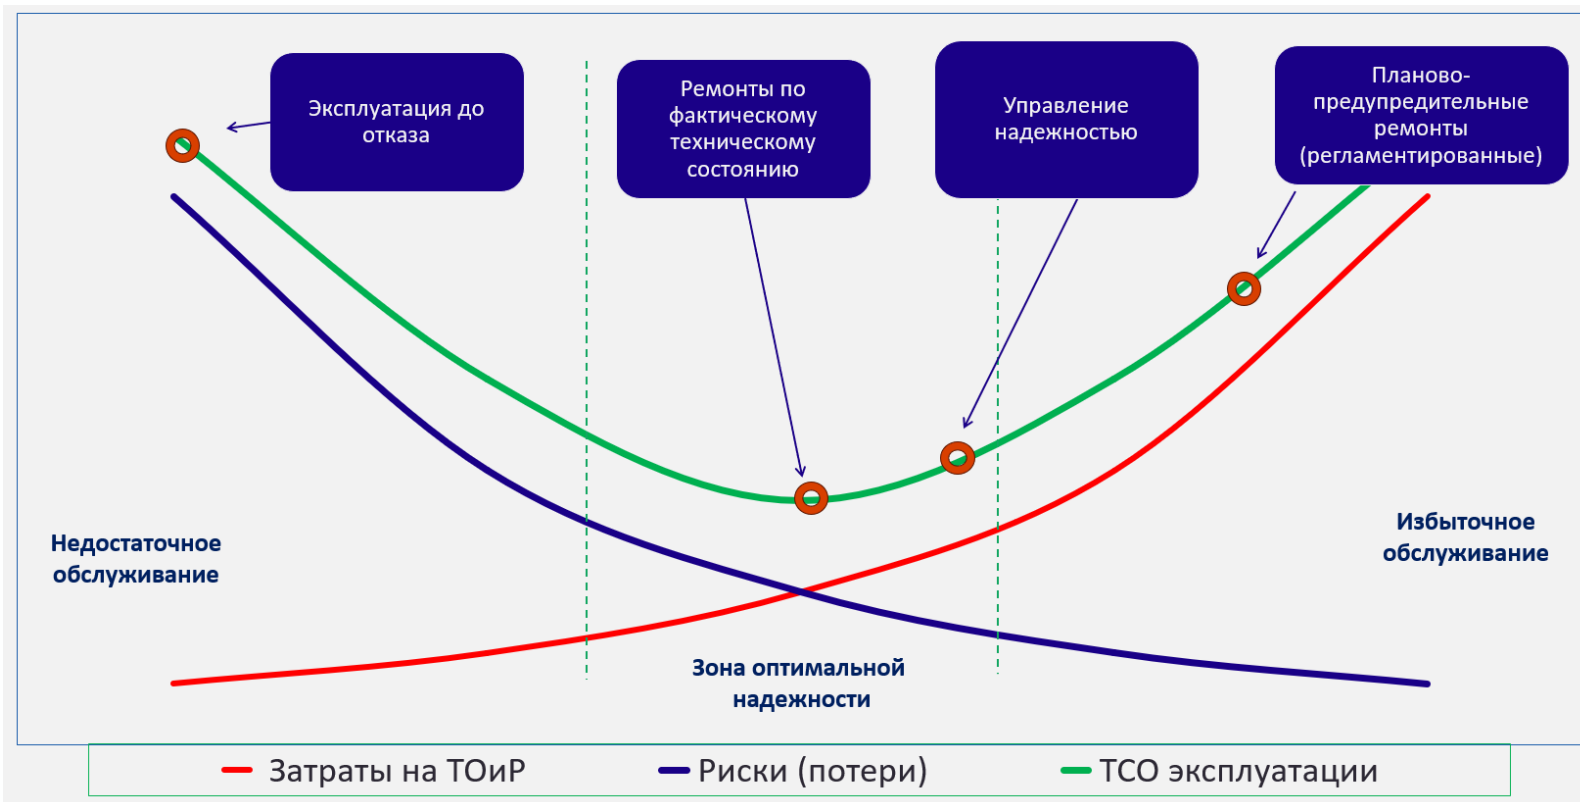 Эксплуатация до
отказа
Ремонты по
фактическому
техническому
состоянию
Управление
надежностью
Планово-
предупредительные
ремонты
(регламентированные)
Недостаточное
обслуживание
Избыточное
обслуживание
Зона оптимальной
надежности
Затраты на ТОиР
Риски (потери)
ТСО эксплуатации